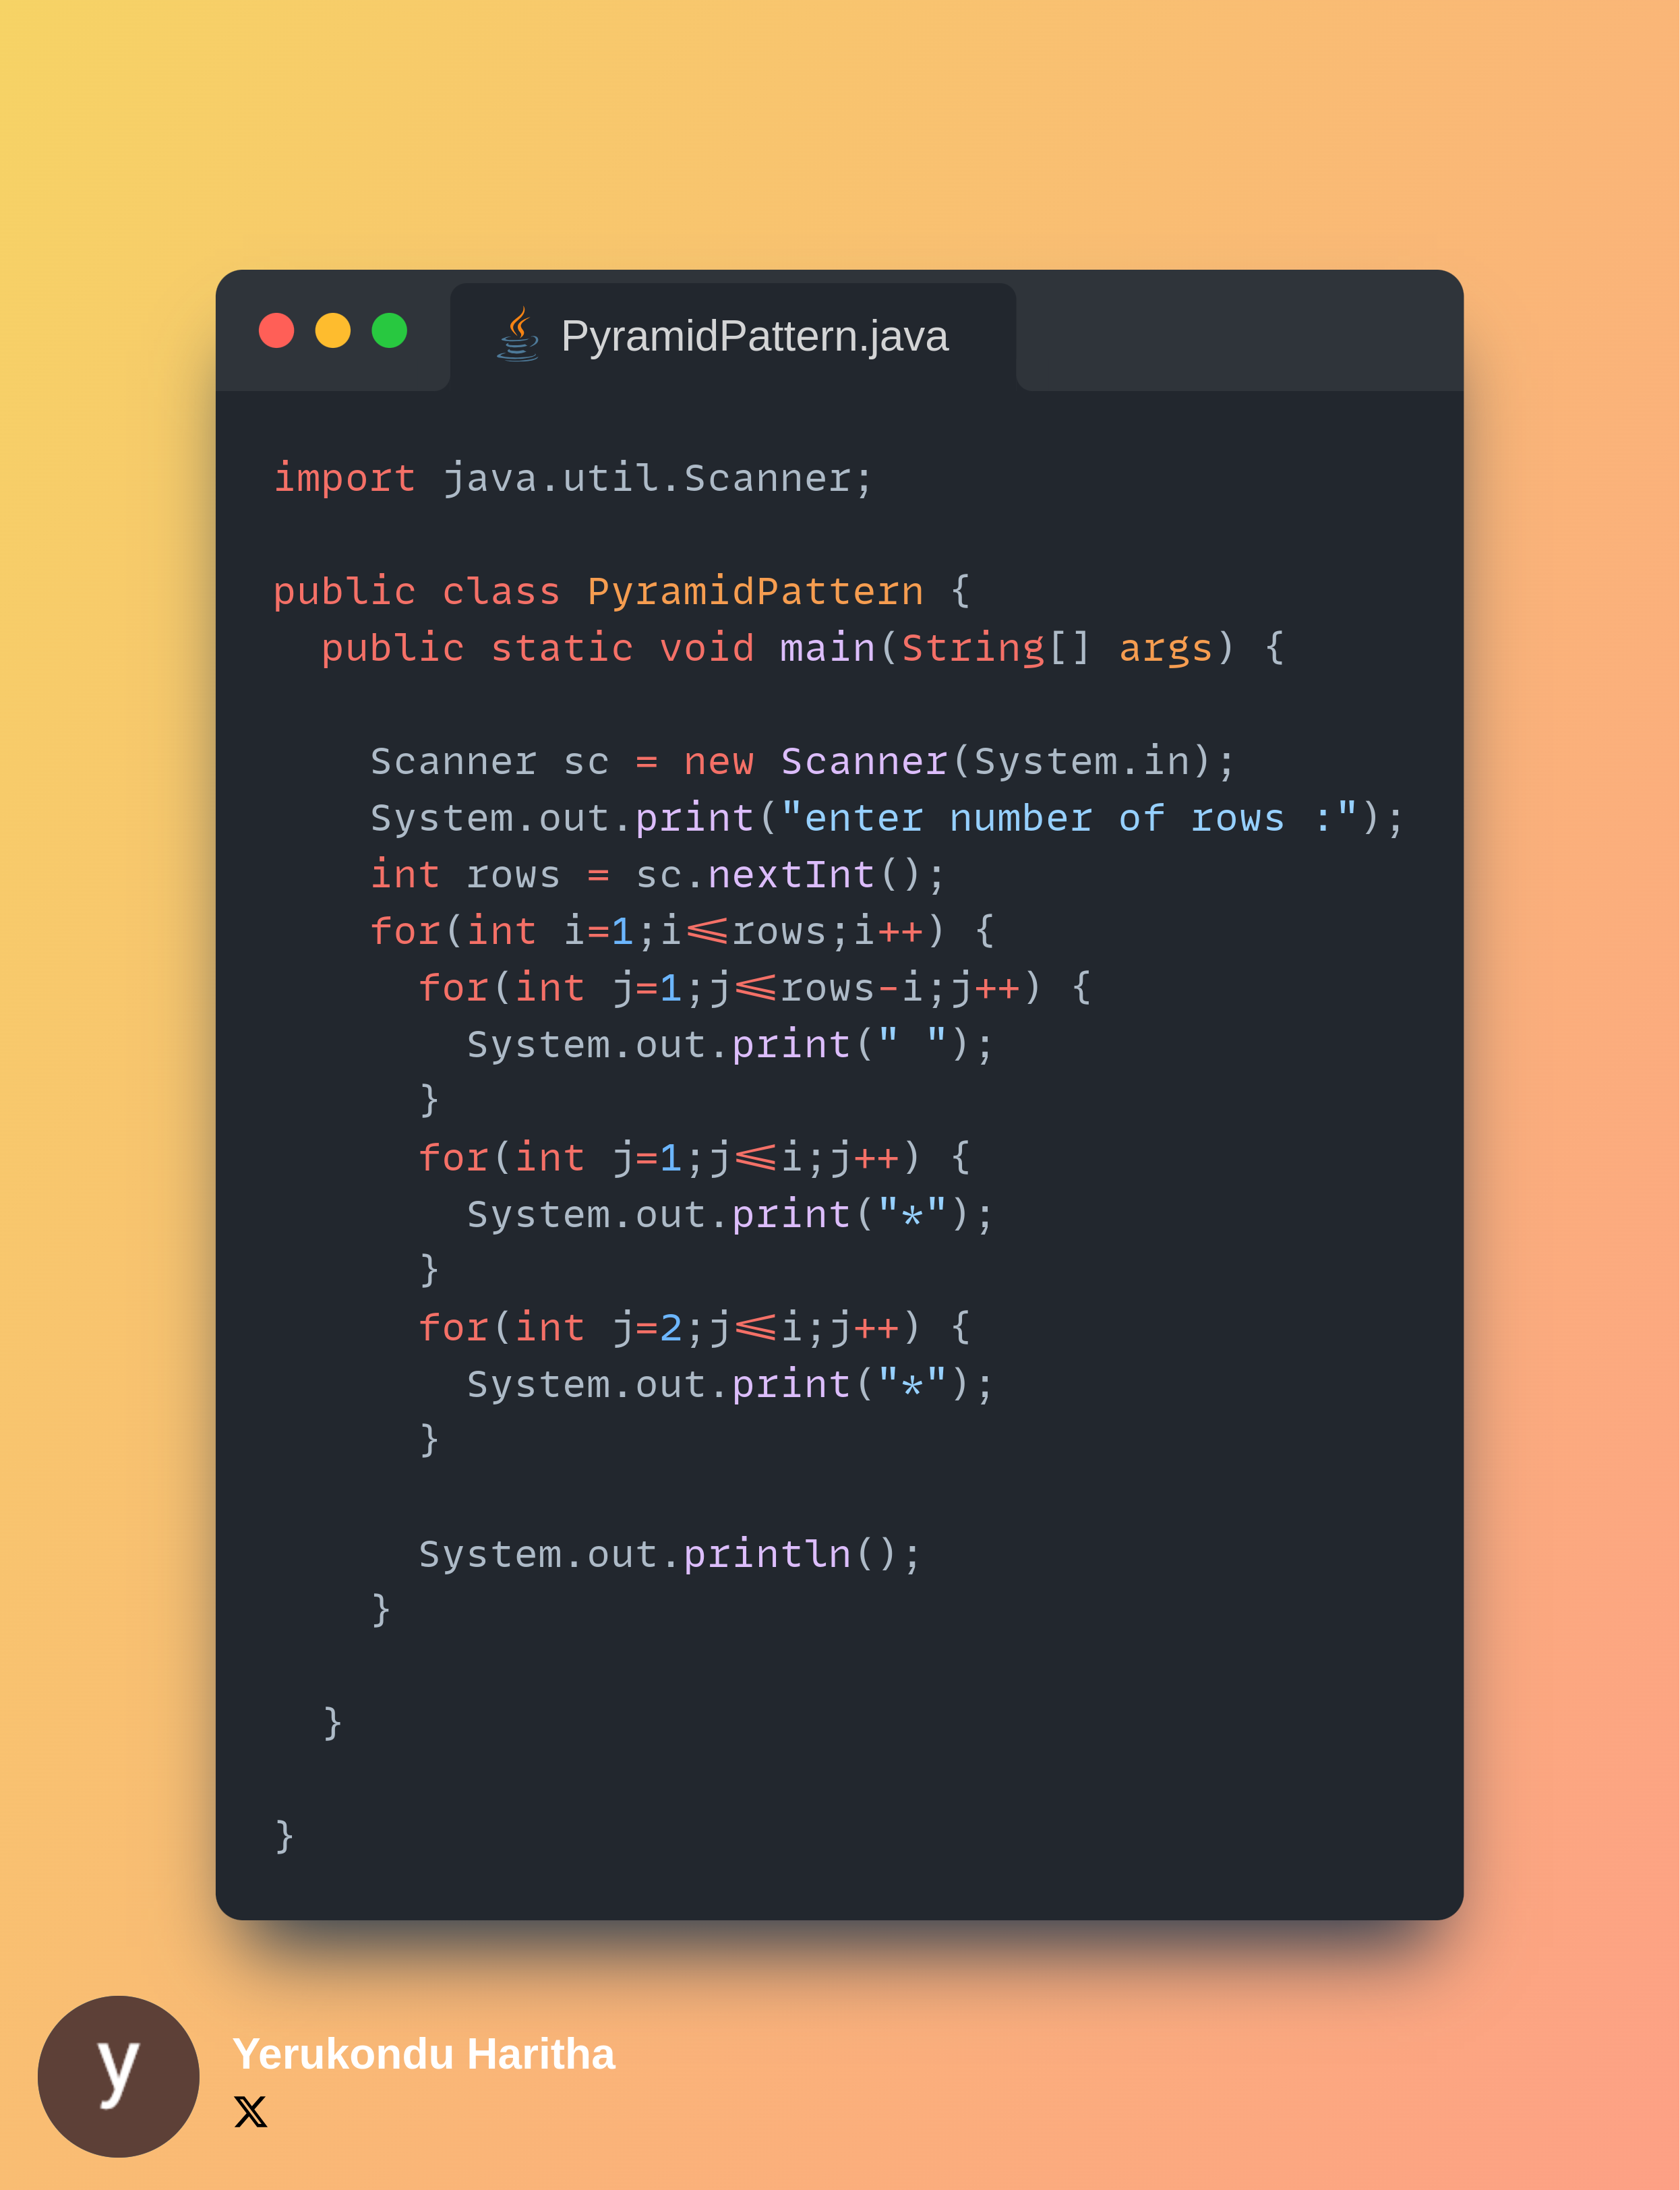 PyramidPattern.java
import java.util.Scanner;
public class PyramidPattern {
  public static void main(String[] args) {
    Scanner sc = new Scanner(System.in);
    System.out.print("enter number of rows :");
    int rows = sc.nextInt();
    for(int i=1;i<=rows;i++) {
      for(int j=1;j<=rows-i;j++) {
        System.out.print(" ");
      }
      for(int j=1;j<=i;j++) {
        System.out.print("*");
      }
      for(int j=2;j<=i;j++) {
        System.out.print("*");
      }
      System.out.println();
    }
  }
}
y
Yerukondu Haritha
X